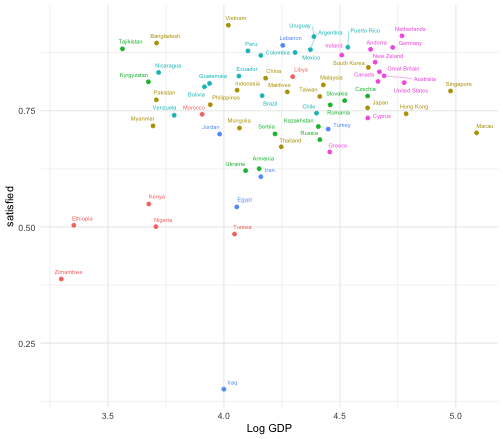 Vietnam
Uruguay
Argentina
Puerto Rico
Netherlands
Bangladesh
Tajikistan
Lebanon
Andorra
Germany
Peru
Ireland
Colombia
Mexico
New Zealand
South Korea
Nicaragua
Ecuador
China
Libya
Great Britain
Kyrgyzstan
Guatemala
Canada
Australia
Indonesia
Maldives
Malaysia
Singapore
Pakistan
Bolivia
Philippines
Taiwan
Slovakia
Czechia
United States
Venezuela
Morocco
Brazil
Chile
Romania
Japan
Hong Kong
Myanmar
Jordan
Mongolia
Kazakhstan
Turkey
Cyprus
Macau
Serbia
Russia
Thailand
Greece
Ukraine
Armenia
Iran
Kenya
Egypt
Ethiopia
Nigeria
Tunisia
Zimambwe
Iraq
0.75
0.50
0.25
satisfied
3.5
4.0
4.5
5.0
Log GDP